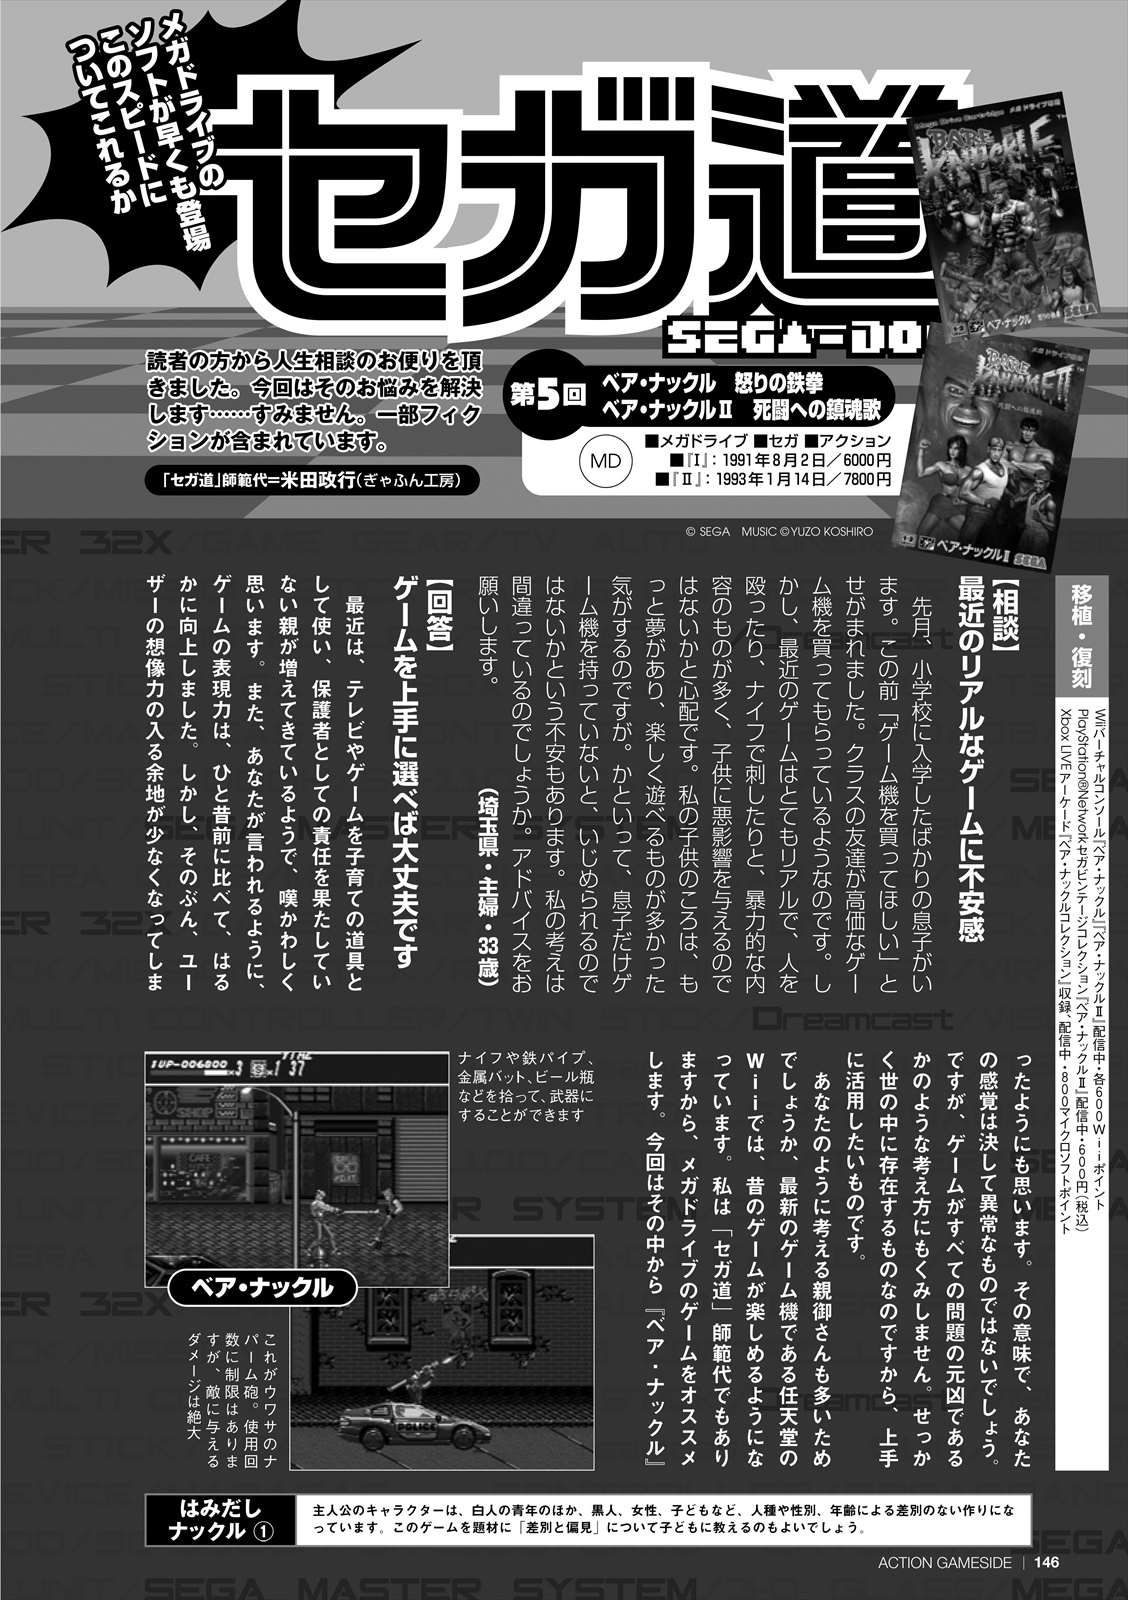 メガドライブの
ソフトが早くも登場
このスピードに
ついてこれるか
セガ道
SEGA-DO
読者の方から人生相談のお便りを頂
きました。今回はそのお悩みを解決
します……すみません。一部フィク
ションが含まれています。
「セガ道」師範代=米田政行(ぎゃふん工房)
第5回
ベア・ナックル 怒りの鉄拳
ベア・ナックルⅡ 死闘への鎮魂歌
MD
■メガドライブ ■セガ ■アクション
■『Ⅰ』:1991年8月2日/6000円
■『Ⅱ』:1993年1月14日/7800円
© SEGA MUSIC ©YUZO KOSHIRO
移植・復刻
Wiiバーチャルコンソール『ベア・ナックル』『ベア・ナックルⅡ』配信中・各600Wiiポイント
PlayStation®Network セガビンテージコレクション『ベア・ナックルⅡ』配信中・600円(税込)
Xbox LIVEアーケード『ベア・ナックルコレクション』収録、配信中・800マイクロソフトポイント
【相談】
最近のリアルなゲームに不安感
先月、小学校に入学したばかりの息子がい
ます。この前「ゲーム機を買ってほしい」と
せがまれました。クラスの友達が高価なゲー
ム機を買ってもらっているようなのです。し
かし、最近のゲームはとてもリアルで、人を
殴ったり、ナイフで刺したりと、暴力的な内
容のものが多く、子供に悪影響を与えるので
はないかと心配です。私の子供のころは、も
っと夢があり、楽しく遊べるものが多かった
気がするのですが。かといって、息子だけゲ
ーム機を持っていないと、いじめられるので
はないかという不安もあります。私の考えは
間違っているのでしょうか。アドバイスをお
願いします。
(埼玉県・主婦・33歳)
【回答】
ゲームを上手に選べば大丈夫です
最近は、テレビやゲームを子育ての道具と
して使い、保護者としての責任を果たしてい
ない親が増えてきているようで、嘆かわしく
思います。また、あなたが言われるように、
ゲームの表現力は、ひと昔前に比べて、はる
かに向上しました。しかし、そのぶん、ユー
ザーの想像力の入る余地が少なくなってしま
ったようにも思います。その意味で、あなた
の感覚は決して異常なものではないでしょう。
ですが、ゲームがすべての問題の元凶である
かのような考え方にもくみしません。せっか
く世の中に存在するものなのですから、上手
に活用したいものです。
あなたのように考える親御さんも多いため
でしょうか、最新のゲーム機である任天堂の
Wiiでは、昔のゲームが楽しめるようにな
っています。私は「セガ道」師範代でもあり
ますから、メガドライブのゲームをオススメ
します。今回はその中から『ベア・ナックル』
ナイフや鉄パイプ、
金属バット、ビール瓶
などを拾って、武器に
することができます
1UP-006800 ×3 ×1 37
SHOP
CAFE
POLICE
ベア・ナックル
これがウワサのナ
パーム砲。使用回
数に制限はありま
すが、敵に与える
ダメージは絶大
はみだし
ナックル①
主人公のキャラクターは、白人の青年のほか、黒人、女性、子どもなど、人種や性別、年齢による差別のない作りにな
っています。このゲームを題材に「差別と偏見」について子どもに教えるのもよいでしょう。
ACTION GAMESIDE | 146